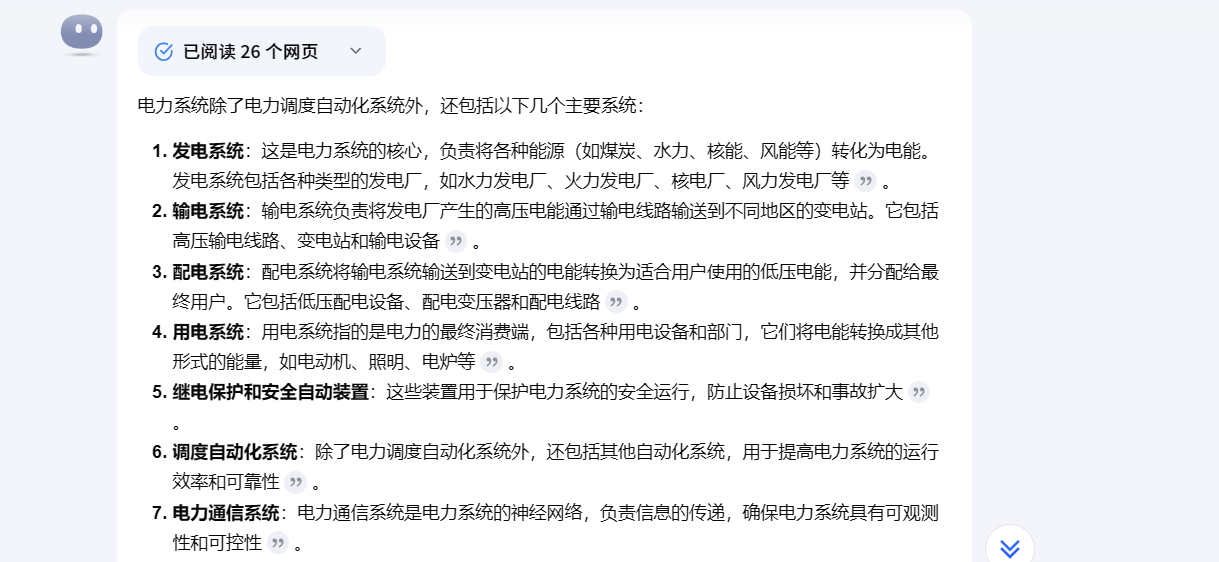 已阅读 26 个网页
电力系统除了电力调度自动化系统外，还包括以下几个主要系统：
1. 发电系统：这是电力系统的核心，负责将各种能源（如煤炭、水力、核能、风能等）转化为电能。
发电系统包括各种类型的发电厂，如水力发电厂、火力发电厂、核电厂、风力发电厂等 ” 。
2. 输电系统：输电系统负责将发电厂产生的高压电能通过输电线路输送到不同地区的变电站。它包括
高压输电线路、变电站和输电设备 ” 。
3. 配电系统：配电系统将输电系统输送到变电站的电能转换为适合用户使用的低压电能，并分配给最
终用户。它包括低压配电设备、配电变压器和配电线路 ” 。
4. 用电系统：用电系统指的是电力的最终消费端，包括各种用电设备和部门，它们将电能转换成其他
形式的能量，如电动机、照明、电炉等 ” 。
5. 继电保护和安全自动装置：这些装置用于保护电力系统的安全运行，防止设备损坏和事故扩大 ”
。
6. 调度自动化系统：除了电力调度自动化系统外，还包括其他自动化系统，用于提高电力系统的运行
效率和可靠性 ” 。
7. 电力通信系统：电力通信系统是电力系统的神经网络，负责信息的传递，确保电力系统具有可观测
性和可控性 ” 。